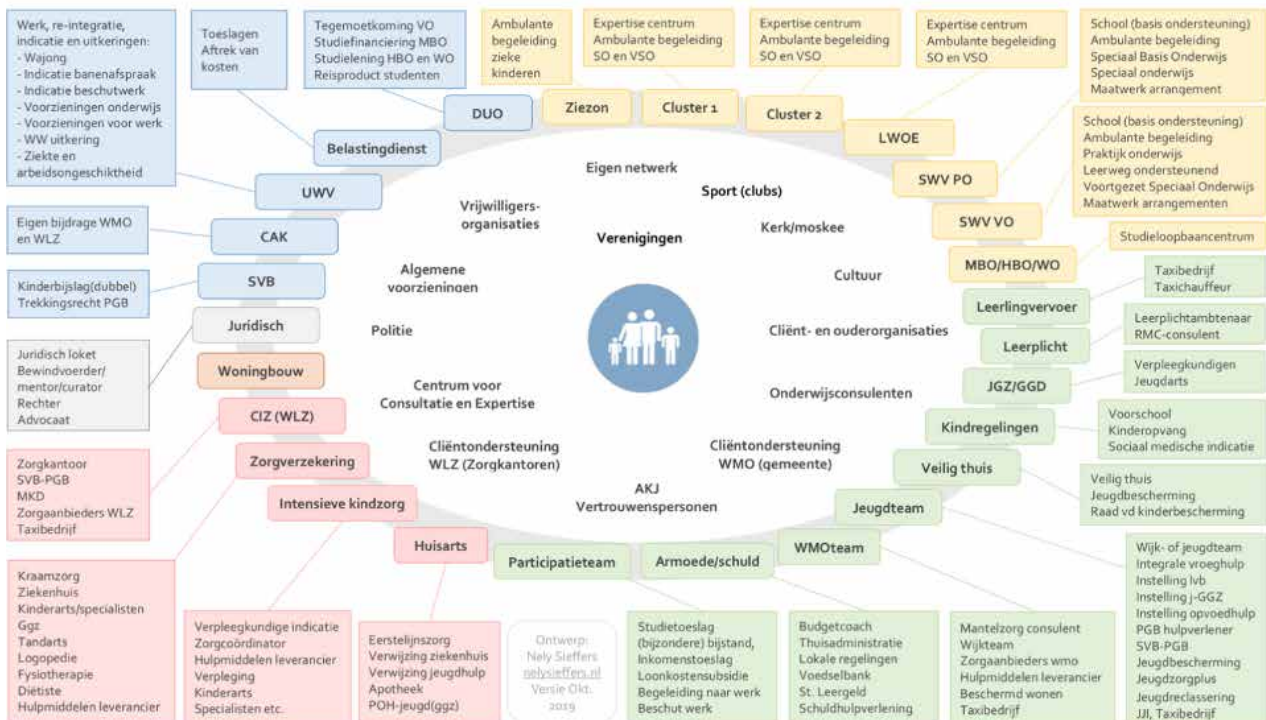 Werk, re-integratie,
indicatie en uitkeringen:
- Wajong
- Indicatie banenafspraak
- Indicatie beschutwerk
- Voorzieningen onderwijs
- Voorzieningen voor werk
- WW uitkering
- Ziekte en
arbeidsongeschiktheid
Toeslagen
Aftrek van
kosten
Tegemoetkoming VO
Studiefinanciering MBO
Studielening HBO en WO
Reisproduct studenten
Ambulante
begeleiding
zieke
kinderen
Expertise centrum
Ambulante begeleiding
SO en VSO
Expertise centrum
Ambulante begeleiding
SO en VSO
Expertise centrum
Ambulante begeleiding
SO en VSO
School (basis ondersteuning)
Ambulante begeleiding
Speciaal Basis Onderwijs
Speciaal onderwijs
Maatwerk arrangement
School (basis ondersteuning)
Ambulante begeleiding
Praktijk onderwijs
Leerweg ondersteunend
Voortgezet Speciaal Onderwijs
Maatwerk arrangementen
Studieloopbaancentrum
DUO
Ziezon
Cluster 1
Cluster 2
LWOE
SWV PO
SWV VO
MBO/HBO/WO
Belastingdienst
UWV
CAK
SVB
Juridisch
Woningbouw
CIZ (WLZ)
Zorgverzekering
Intensieve kindzorg
Huisarts
Participatieteam
Armoede/schuld
WMOteam
Jeugdteam
Veilig thuis
Kindregelingen
JGZ/GGD
Leerplicht
Leerlingvervoer
Eigen bijdrage WMO
en WLZ
Kinderbijslag(dubbel)
Trekkingsrecht PGB
Juridisch loket
Bewindvoerder/
mentor/curator
Rechter
Advocaat
Zorgkantoor
SVB-PGB
MKD
Zorgaanbieders WLZ
Taxibedrijf
Kraamzorg
Ziekenhuis
Kinderarts/specialisten
Ggz
Tandarts
Logopedie
Fysiotherapie
Diëtiste
Hulpmiddelen leverancier
Verpleegkundige indicatie
Zorgcoördinator
Hulpmiddelen leverancier
Verpleging
Kinderarts
Specialisten etc.
Eerstelijnszorg
Verwijzing ziekenhuis
Verwijzing jeugdhulp
Apotheek
POH-jeugd(ggz)
Ontwerp:
Nely Sieffers
nelysieffers.nl
Versie Okt.
2019
Studietoeslag
(bijzondere) bijstand,
Inkomenstoeslag
Loonkostensubsidie
Begeleiding naar werk
Beschut werk
Budgetcoach
Thuisadministratie
Lokale regelingen
Voedselbank
St. Leergeld
Schuldhulpverlening
Mantelzorg consulent
Wijkteam
Zorgaanbieders wmo
Hulpmiddelen leverancier
Beschermd wonen
Taxibedrijf
Wijk- of jeugdteam
Integrale vroeghulp
Instelling lvb
Instelling j-GGZ
Instelling opvoedhulp
PGB hulpverlener
SVB-PGB
Jeugdbescherming
Jeugdzorgplus
Jeugdreclassering
JJI, Taxibedrijf
Veilig thuis
Jeugdbescherming
Raad vd kinderbescherming
Voorschool
Kinderopvang
Sociaal medische indicatie
Verpleegkundigen
Jeugdarts
Leerplichtambtenaar
RMC-consulent
Taxibedrijf
Taxichauffeur
Eigen netwerk
Sport (clubs)
Vrijwilligers-
organisaties
Verenigingen
Kerk/moskee
Algemene
voorzieningen
Cultuur
Politie
Cliënt- en ouderorganisaties
Centrum voor
Consultatie en Expertise
Onderwijsconsulenten
Cliëntondersteuning
WLZ (Zorgkantoren)
Cliëntondersteuning
WMO (gemeente)
AKJ
Vertrouwenspersonen